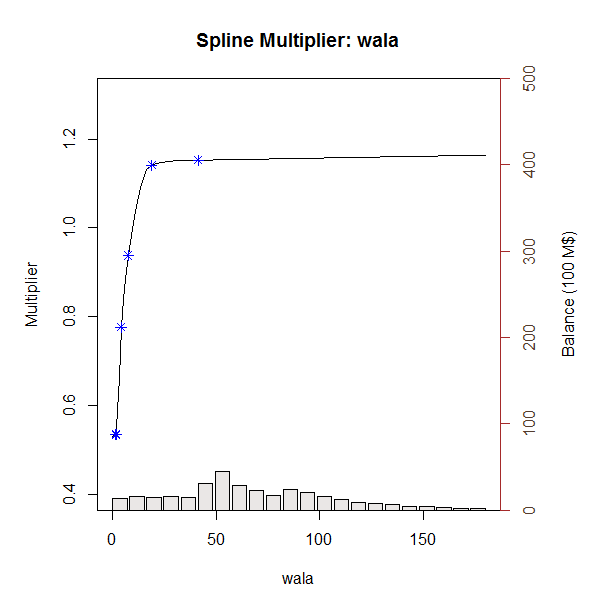 Spline Multiplier: wala
Multiplier
0.4 0.6 0.8 1.0 1.2
0 100 200 300 400 500
Balance (100 M$)
0 50 100 150
wala